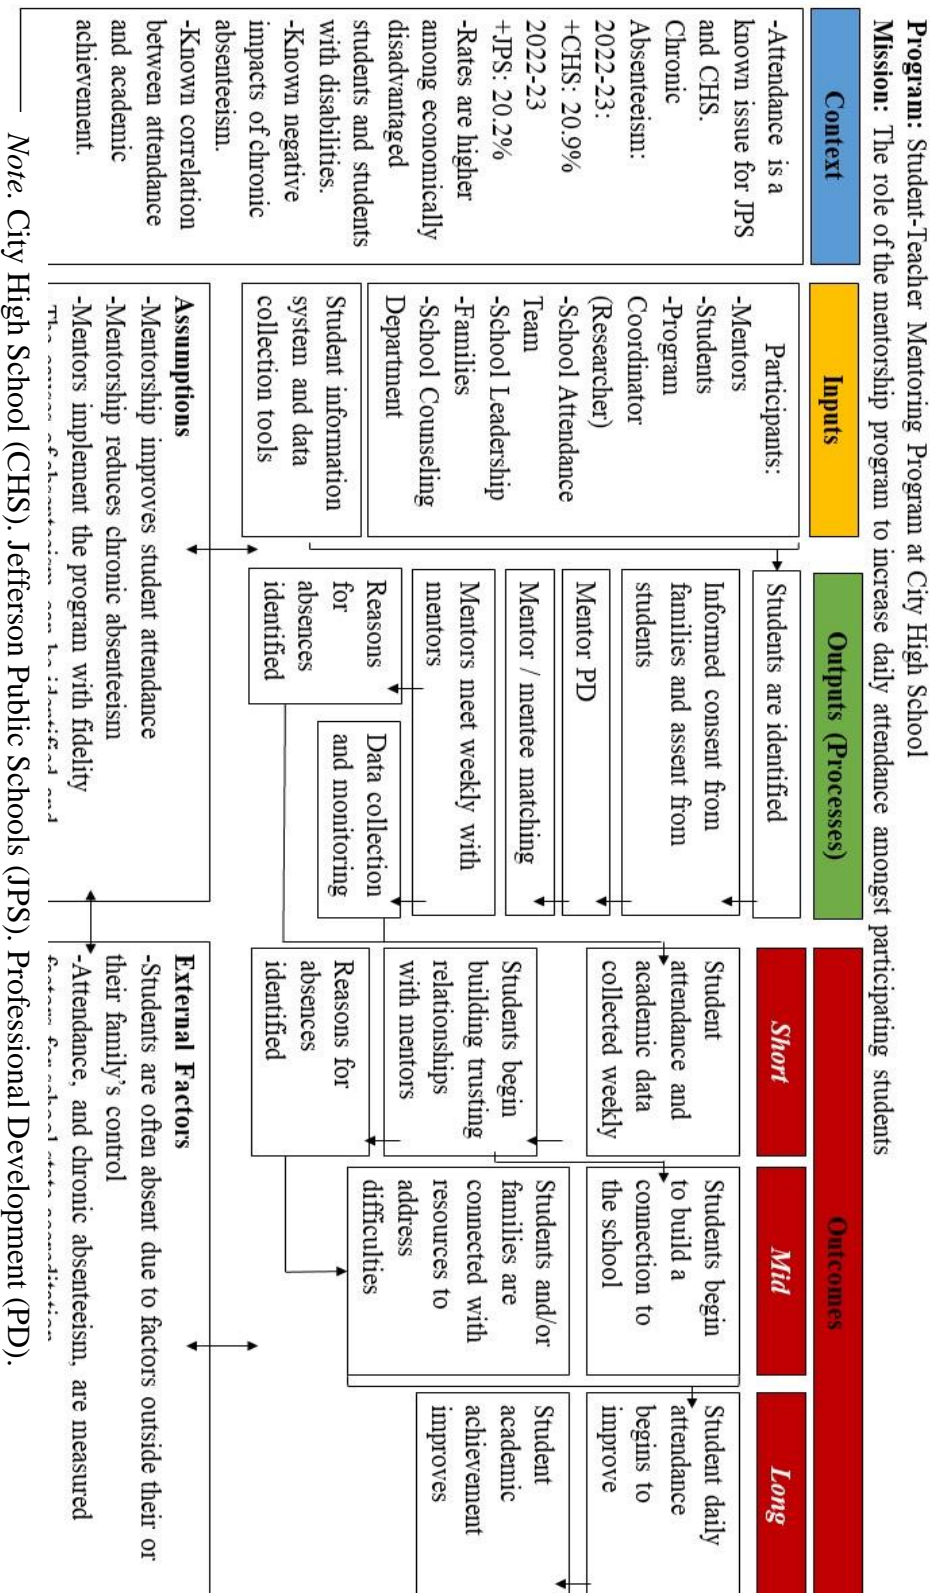 Program: Student-Teacher Mentoring Program at City High School
Mission: The role of the mentorship program to increase daily attendance amongst participating students
Context
-Attendance is a
known issue for JPS
and CHS.
Chronic
Absenteeism:
2022-23:
+CHS: 20.9%
2022-23
+JPS: 20.2%
-Rates are higher
among economically
disadvantaged
students and students
with disabilities.
-Known negative
impacts of chronic
absenteeism.
-Known correlation
between attendance
and academic
achievement.
Inputs
Participants:
-Mentors
-Students
-Program
Coordinator
(Researcher)
-School Attendance
Team
-School Leadership
-Families
-School Counseling
Department
Student information
system and data
collection tools
Outputs (Processes)
Students are identified
Informed consent from
families and assent from
students
Mentor PD
Mentor / mentee matching
Mentors meet weekly with
mentors
Reasons
for
absences
identified
Data collection
and monitoring
Outcomes
Short
Student
attendance and
academic data
collected weekly
Students begin
building trusting
relationships
with mentors
Reasons for
absences
identified
Mid
Students begin
to build a
connection to
the school
Students and/or
families are
connected with
resources to
address
difficulties
Long
Student daily
attendance
begins to
improve
Student
academic
achievement
improves
Assumptions
-Mentorship improves student attendance
-Mentorship reduces chronic absenteeism
-Mentors implement the program with fidelity
External Factors
-Students are often absent due to factors outside their or
their family's control
-Attendance, and chronic absenteeism, are measured
Note. City High School (CHS). Jefferson Public Schools (JPS). Professional Development (PD).